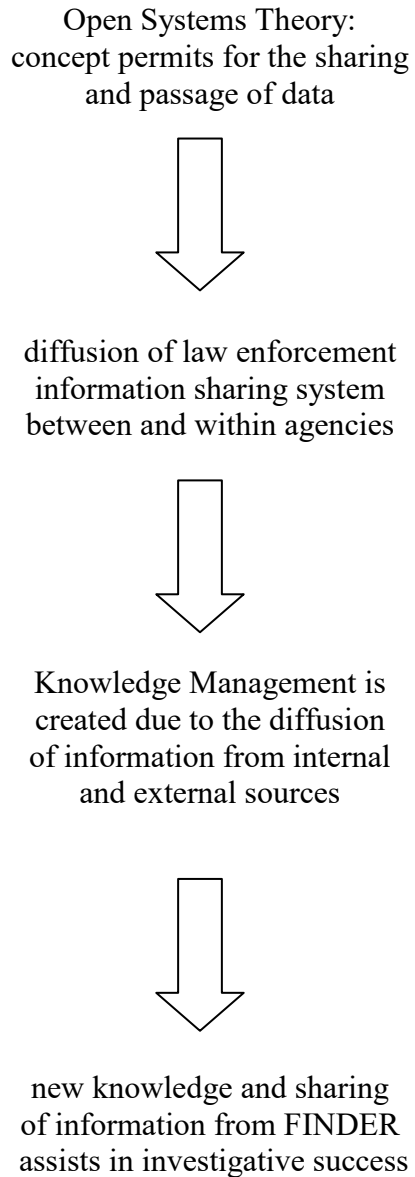 Open Systems Theory:
concept permits for the sharing
and passage of data
diffusion of law enforcement
information sharing system
between and within agencies
Knowledge Management is
created due to the diffusion
of information from internal
and external sources
new knowledge and sharing
of information from FINDER
assists in investigative success